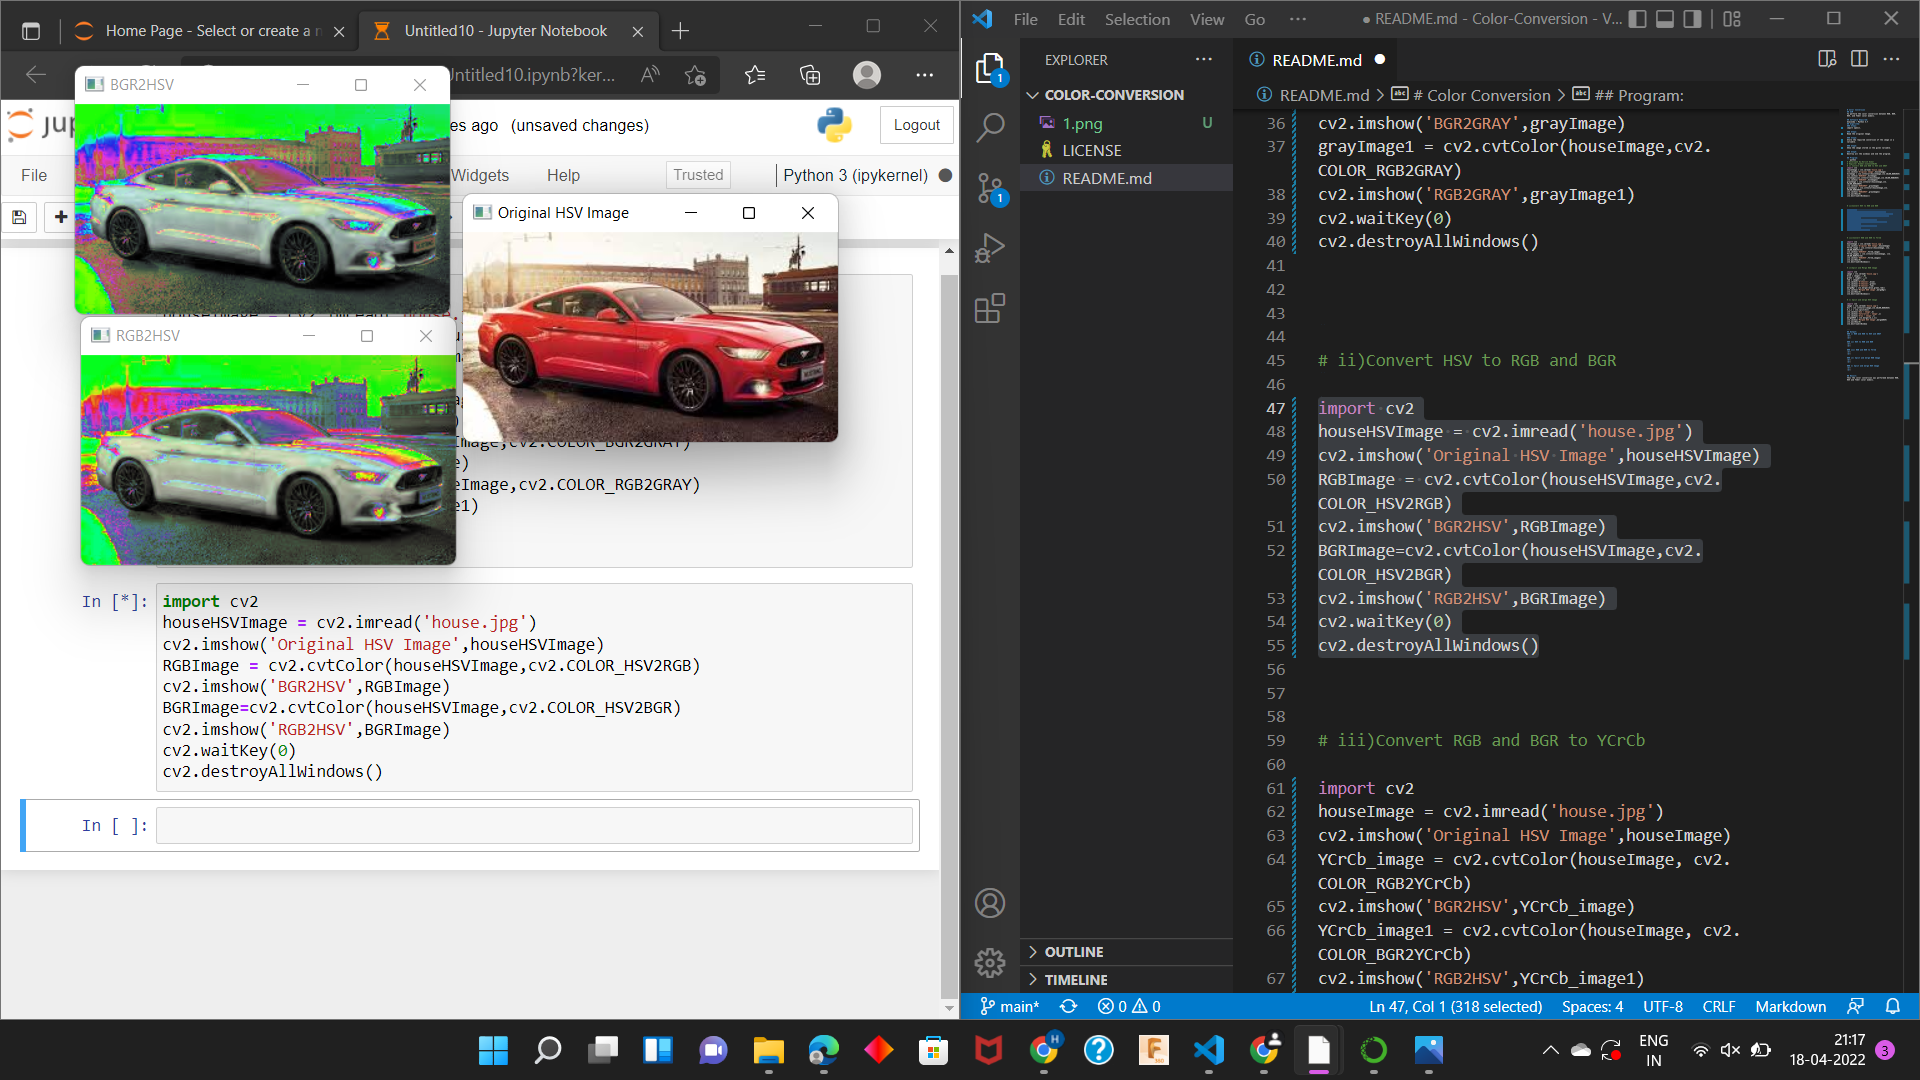 Home Page - Select or create a n
Untitled10 - Jupyter Notebook
Untitled10.ipynb?ker...
BGR2HSV
es ago (unsaved changes)
Logout
File
Widgets
Help
Trusted
Python 3 (ipykernel)
Original HSV Image
RGB2HSV
Image,cv2.COLOR_BGR2GRAY)
e)
eImage,cv2.COLOR_RGB2GRAY)
e1)
In [*]:
import cv2
houseHSVImage = cv2.imread('house.jpg')
cv2.imshow('Original HSV Image',houseHSVImage)
RGBImage = cv2.cvtColor(houseHSVImage,cv2.COLOR_HSV2RGB)
cv2.imshow('BGR2HSV',RGBImage)
BGRImage=cv2.cvtColor(houseHSVImage,cv2.COLOR_HSV2BGR)
cv2.imshow('RGB2HSV',BGRImage)
cv2.waitKey(0)
cv2.destroyAllWindows()
In [ ]:
File Edit Selection View Go ···
● README.md - Color-Conversion - V...
EXPLORER
COLOR-CONVERSION
1.png U
LICENSE
README.md
OUTLINE
TIMELINE
1
1
README.md
README.md > # Color Conversion > ## Program:
36 cv2.imshow('BGR2GRAY',grayImage)
37 grayImage1 = cv2.cvtColor(houseImage,cv2.
COLOR_RGB2GRAY)
38 cv2.imshow('RGB2GRAY',grayImage1)
39 cv2.waitKey(0)
40 cv2.destroyAllWindows()
41
42
43
44
45 # ii)Convert HSV to RGB and BGR
46
47 import cv2
48 houseHSVImage = cv2.imread('house.jpg')
49 cv2.imshow('Original HSV Image',houseHSVImage)
50 RGBImage = cv2.cvtColor(houseHSVImage,cv2.
COLOR_HSV2RGB)
51 cv2.imshow('BGR2HSV',RGBImage)
52 BGRImage=cv2.cvtColor(houseHSVImage,cv2.
COLOR_HSV2BGR)
53 cv2.imshow('RGB2HSV',BGRImage)
54 cv2.waitKey(0)
55 cv2.destroyAllWindows()
56
57
58
59 # iii)Convert RGB and BGR to YCrCb
60
61 import cv2
62 houseImage = cv2.imread('house.jpg')
63 cv2.imshow('Original HSV Image',houseImage)
64 YCrCb_image = cv2.cvtColor(houseImage, cv2.
COLOR_RGB2YCrCb)
65 cv2.imshow('BGR2HSV',YCrCb_image)
66 YCrCb_image1 = cv2.cvtColor(houseImage, cv2.
COLOR_BGR2YCrCb)
67 cv2.imshow('RGB2HSV',YCrCb_image1)
main* 0 0 Ln 47, Col 1 (318 selected) Spaces: 4 UTF-8 CRLF Markdown
ENG
IN
21:17
18-04-2022
3